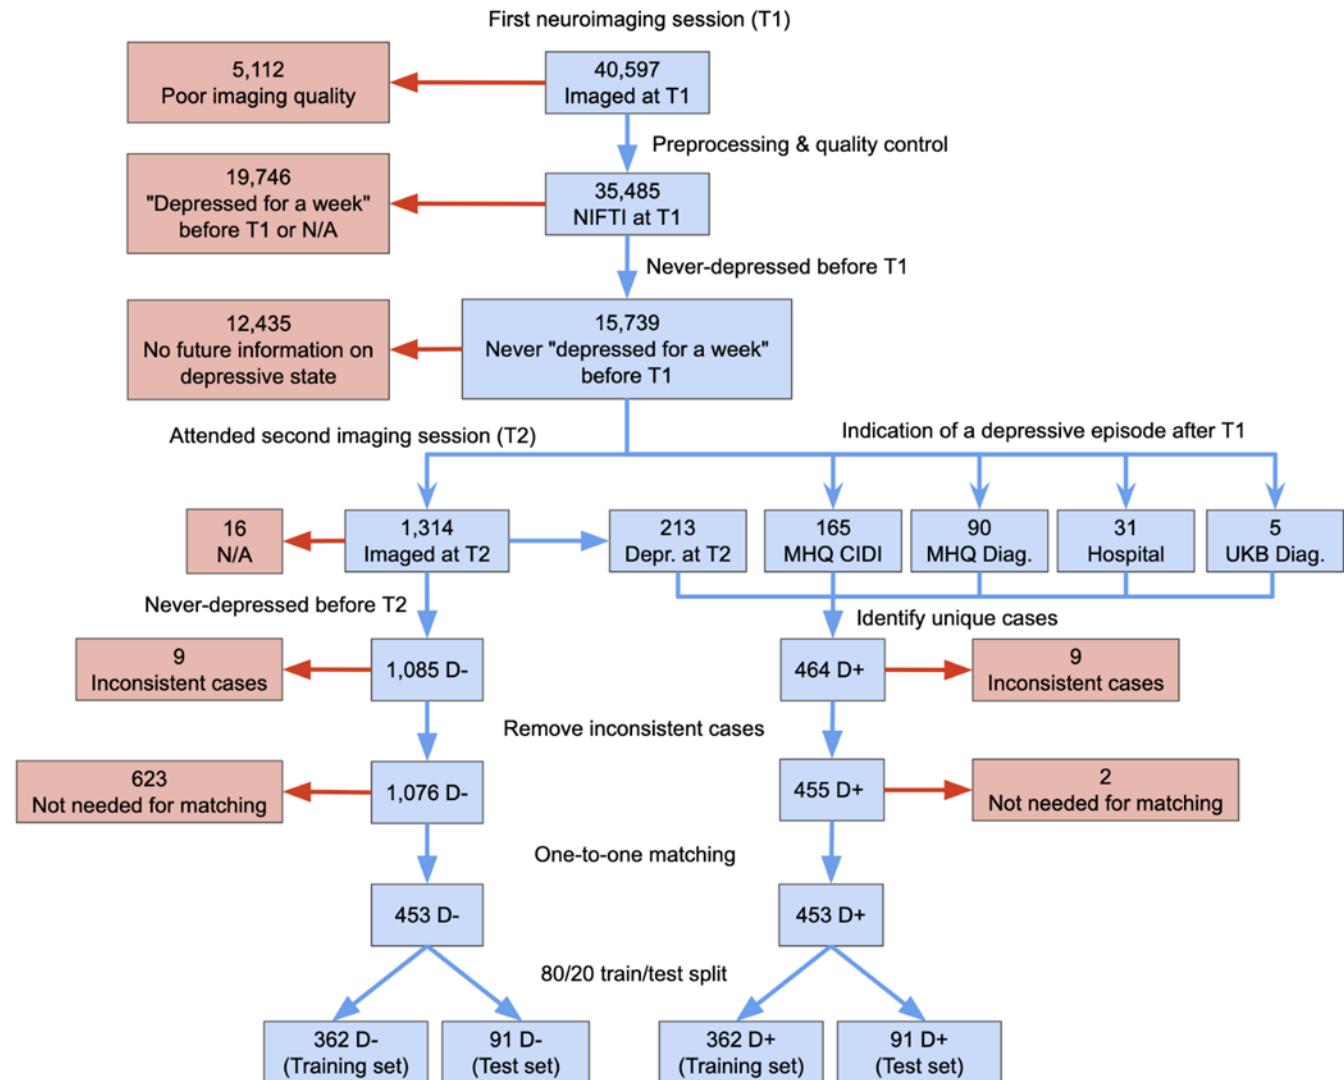 First neuroimaging session (T1)
5,112
Poor imaging quality
40,597
Imaged at T1
Preprocessing & quality control
19,746
"Depressed for a week"
before T1 or N/A
35,485
NIFTI at T1
Never-depressed before T1
12,435
No future information on
depressive state
15,739
Never "depressed for a week"
before T1
Attended second imaging session (T2)
Indication of a depressive episode after T1
16
N/A
1,314
Imaged at T2
213
Depr. at T2
165
MHQ CIDI
90
MHQ Diag.
31
Hospital
5
UKB Diag.
Never-depressed before T2
Identify unique cases
9
Inconsistent cases
1,085 D-
464 D+
9
Inconsistent cases
Remove inconsistent cases
623
Not needed for matching
1,076 D-
455 D+
2
Not needed for matching
One-to-one matching
453 D-
453 D+
80/20 train/test split
362 D-
(Training set)
91 D-
(Test set)
362 D+
(Training set)
91 D+
(Test set)